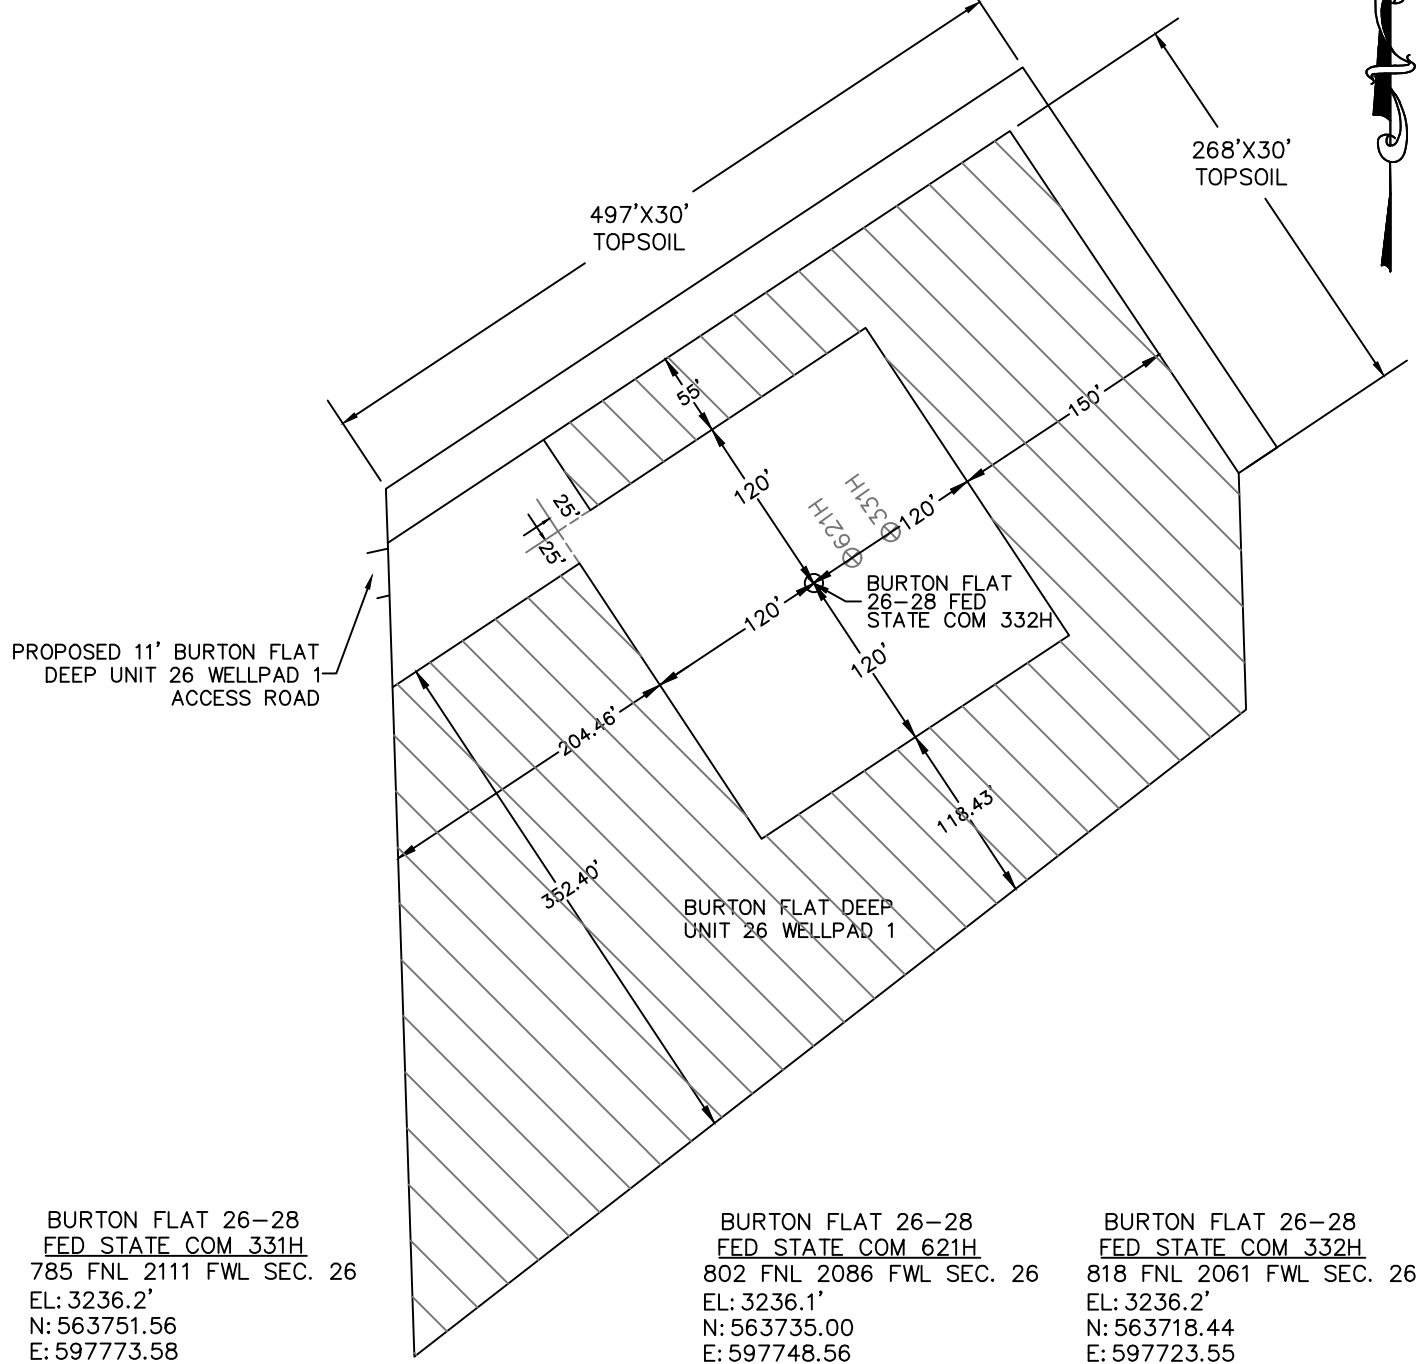 268'X30'
TOPSOIL
497'X30'
TOPSOIL
55'
150'
120'
331H
621H
120'
25'
25'
BURTON FLAT
26-28 FED
STATE COM 332H
120'
120'
PROPOSED 11' BURTON FLAT
DEEP UNIT 26 WELLPAD 1
ACCESS ROAD
204.46'
118.43'
352.40'
BURTON FLAT DEEP
UNIT 26 WELLPAD 1
BURTON FLAT 26-28
FED STATE COM 331H
785 FNL 2111 FWL SEC. 26
EL: 3236.2'
N: 563751.56
E: 597773.58
BURTON FLAT 26-28
FED STATE COM 621H
802 FNL 2086 FWL SEC. 26
EL: 3236.1'
N: 563735.00
E: 597748.56
BURTON FLAT 26-28
FED STATE COM 332H
818 FNL 2061 FWL SEC. 26
EL: 3236.2'
N: 563718.44
E: 597723.55